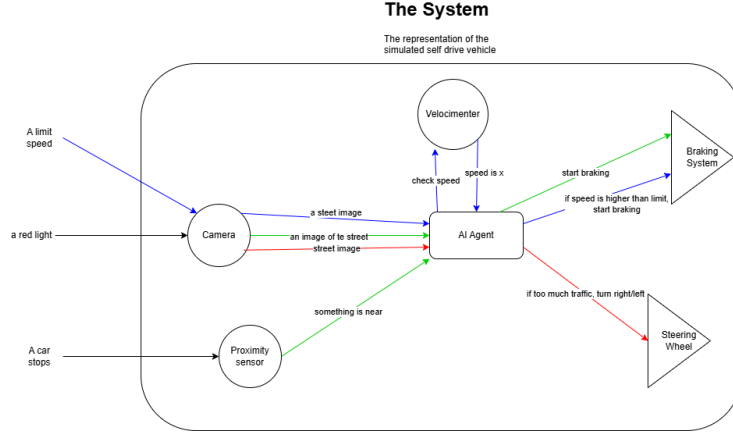 The System
The representation of the
simulated self drive vehicle
Velocimenter
A limit
speed
Braking
System
start braking
check speed
speed is x
if speed is higher than limit,
start braking
a steet image
a red light
Camera
an image of te street
street image
AI Agent
if too much traffic, turn right/left
something is near
Steering
Wheel
A car
stops
Proximity
sensor